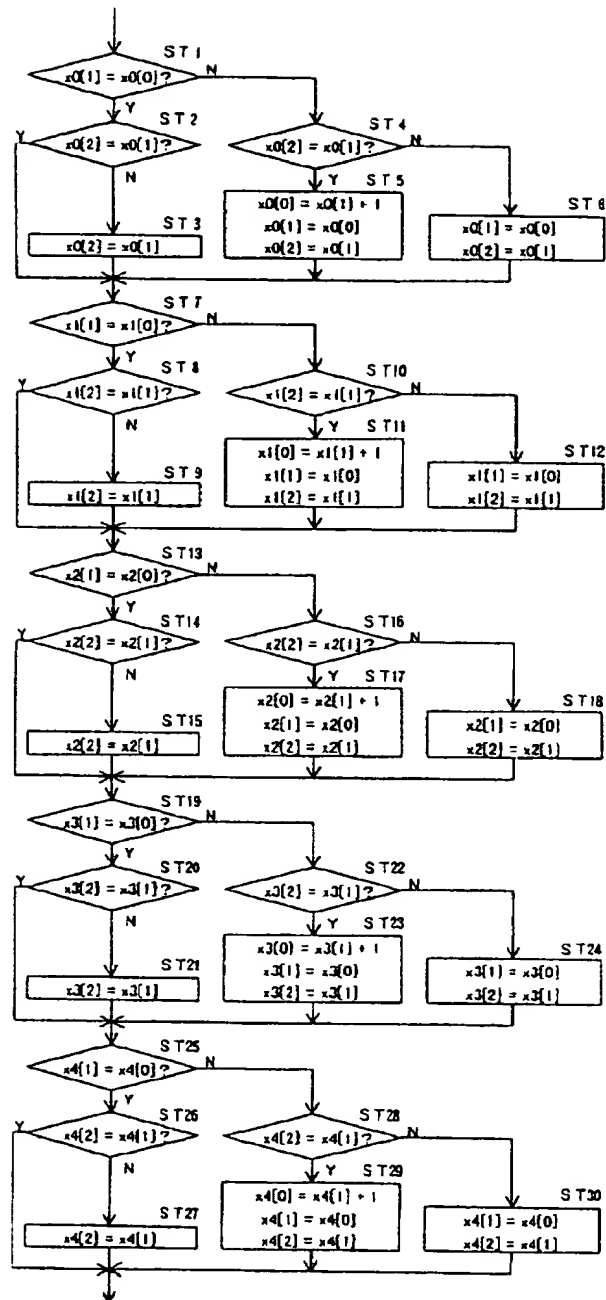 ST1
x0[1] = x0[0]?
N
Y
ST2
Y
x0[2] = x0[1]?
N
ST4
x0[2] = x0[1]?
N
Y
ST3
x0[2] = x0[1]
ST5
x0[0] = x0[1] + 1
x0[1] = x0[0]
x0[2] = x0[1]
ST6
x0[1] = x0[0]
x0[2] = x0[1]
ST7
x1[1] = x1[0]?
N
Y
ST8
Y
x1[2] = x1[1]?
N
ST10
x1[2] = x1[1]?
N
Y
ST9
x1[2] = x1[1]
ST11
x1[0] = x1[1] + 1
x1[1] = x1[0]
x1[2] = x1[1]
ST12
x1[1] = x1[0]
x1[2] = x1[1]
ST13
x2[1] = x2[0]?
N
Y
ST14
Y
x2[2] = x2[1]?
N
ST16
x2[2] = x2[1]?
N
Y
ST15
x2[2] = x2[1]
ST17
x2[0] = x2[1] + 1
x2[1] = x2[0]
x2[2] = x2[1]
ST18
x2[1] = x2[0]
x2[2] = x2[1]
ST19
x3[1] = x3[0]?
N
Y
ST20
Y
x3[2] = x3[1]?
N
ST22
x3[2] = x3[1]?
N
Y
ST21
x3[2] = x3[1]
ST23
x3[0] = x3[1] + 1
x3[1] = x3[0]
x3[2] = x3[1]
ST24
x3[1] = x3[0]
x3[2] = x3[1]
ST25
x4[1] = x4[0]?
N
Y
ST26
Y
x4[2] = x4[1]?
N
ST28
x4[2] = x4[1]?
N
Y
ST27
x4[2] = x4[1]
ST29
x4[0] = x4[1] + 1
x4[1] = x4[0]
x4[2] = x4[1]
ST30
x4[1] = x4[0]
x4[2] = x4[1]